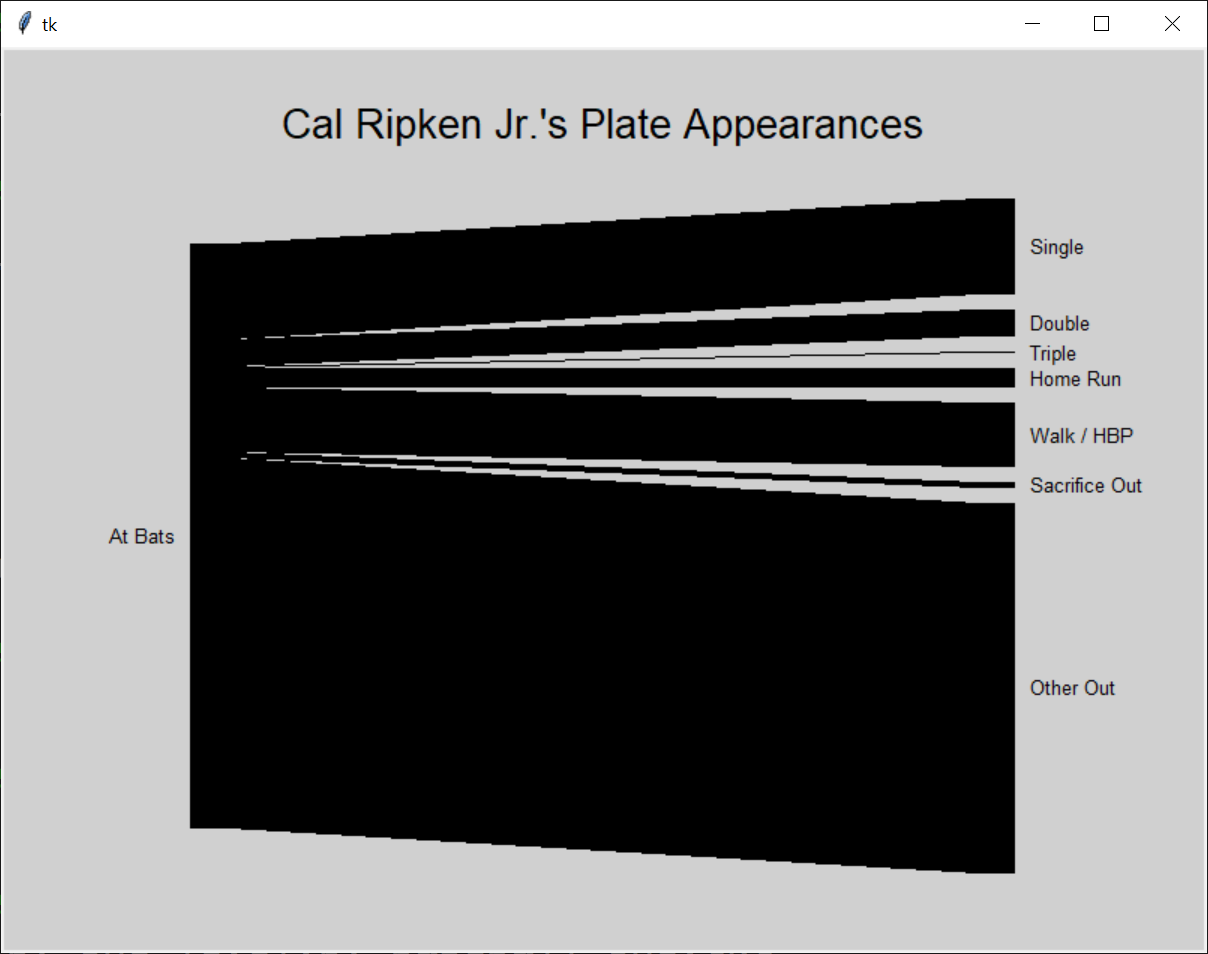 tk
Cal Ripken Jr.'s Plate Appearances
Single
Double
Triple
Home Run
Walk / HBP
Sacrifice Out
At Bats
Other Out